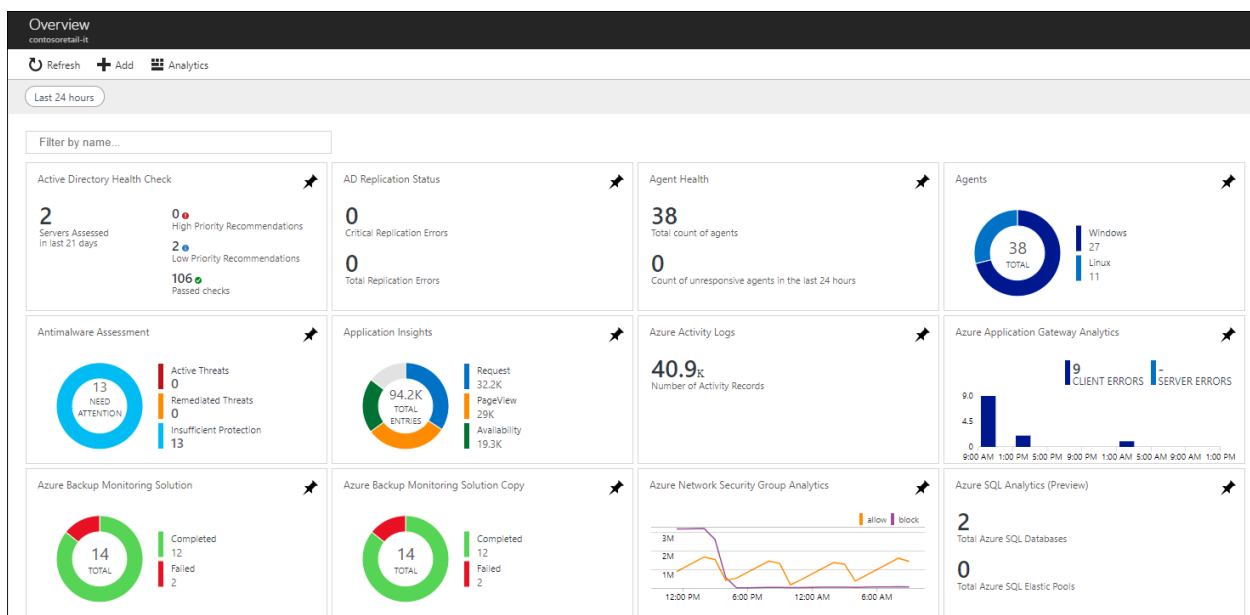 Overview
contosoretail-it
Refresh Add Analytics
Last 24 hours
Filter by name...
Active Directory Health Check
2
Servers Assessed
in last 21 days
0
High Priority Recommendations
2
Low Priority Recommendations
106
Passed checks
AD Replication Status
0
Critical Replication Errors
0
Total Replication Errors
Agent Health
38
Total count of agents
0
Count of unresponsive agents in the last 24 hours
Agents
38
TOTAL
Windows
27
Linux
11
Antimalware Assessment
13
NEED
ATTENTION
Active Threats
0
Remediated Threats
0
Insufficient Protection
13
Application Insights
94.2K
TOTAL
ENTRIES
Request
32.2K
PageView
29K
Availability
19.3K
Azure Activity Logs
40.9K
Number of Activity Records
Azure Application Gateway Analytics
9
CLIENT ERRORS
-
SERVER ERRORS
9.0
4.5
0
9:00 AM 1:00 PM 5:00 PM 9:00 PM 1:00 AM 5:00 AM 9:00 AM 1:00 PM
Azure Backup Monitoring Solution
14
TOTAL
Completed
12
Failed
2
Azure Backup Monitoring Solution Copy
14
TOTAL
Completed
12
Failed
2
Azure Network Security Group Analytics
allow block
3M
2M
1M
12:00 PM 6:00 PM 12:00 AM 6:00 AM
Azure SQL Analytics (Preview)
2
Total Azure SQL Databases
0
Total Azure SQL Elastic Pools